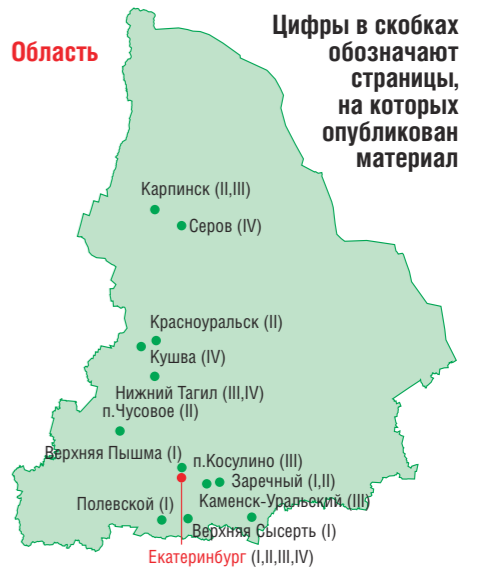 Область
Цифры в скобках
обозначают
страницы,
на которых
опубликован
материал
Карпинск (II,III)
Серов (IV)
Красноуральск (II)
Кушва (IV)
Нижний Тагил (III,IV)
п.Чусовое (II)
Верхняя Пышма (I)
п.Косулино (III)
Заречный (I,II)
Каменск-Уральский (III)
Полевской (I)
Верхняя Сысерть (I)
Екатеринбург (I,II,III,IV)